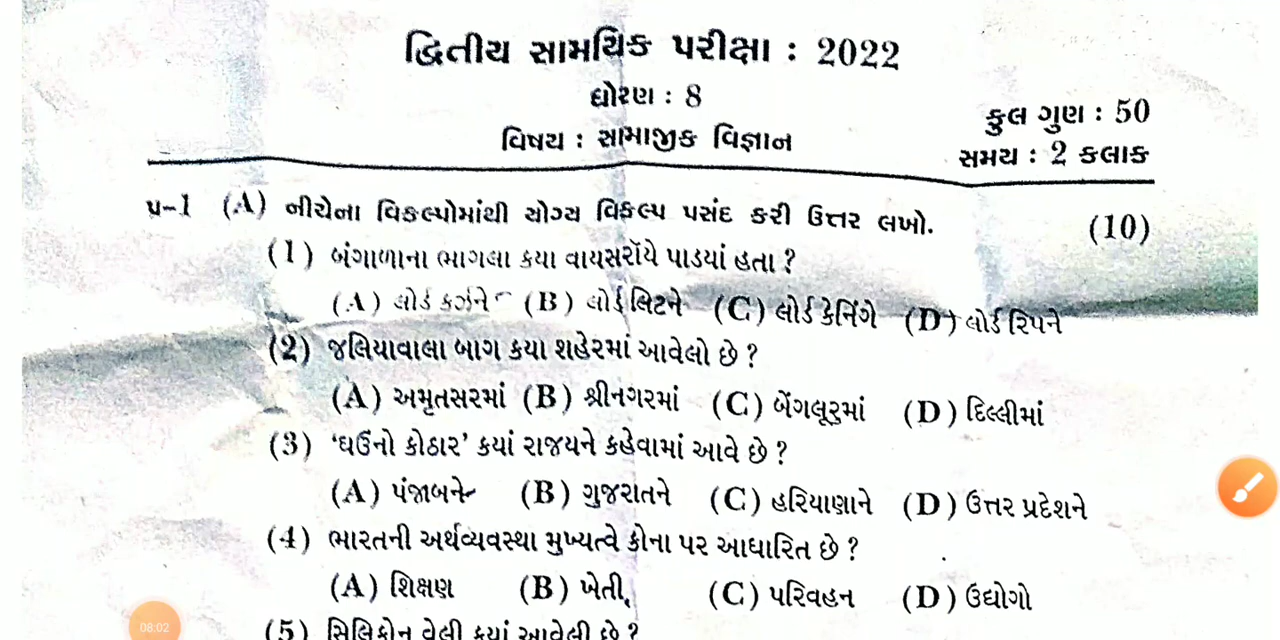 દ્વિતીય સામયિક પરીક્ષા : 2022
ધોરણ : 8
કુલ ગુણ : 50
વિષય : સામાજીક વિજ્ઞાન
સમય : 2 કલાક
પ્ર-1 (A) નીચેના વિકલ્પોમાંથી યોગ્ય વિકલ્પ પસંદ કરી ઉત્તર લખો. (10)
(1) બંગાળાના ભાગલા કયા વાયસરૉયે પાડયાં હતા ?
(A) લોર્ડ કર્ઝને (B) લોર્ડ લિટને (C) લોર્ડ કેનિંગે (D) લોર્ડ રિપને
(2) જલિયાવાલા બાગ કયા શહેરમાં આવેલો છે ?
(A) અમૃતસરમાં (B) શ્રીનગરમાં (C) બેંગલૂરુમાં (D) દિલ્લીમાં
(3) ‘ઘઉંનો કોઠાર’ કયાં રાજયને કહેવામાં આવે છે ?
(A) પંજાબને (B) ગુજરાતને (C) હરિયાણાને (D) ઉત્તર પ્રદેશને
(4) ભારતની અર્થવ્યવસ્થા મુખ્યત્વે કોના પર આધારિત છે ?
(A) શિક્ષણ (B) ખેતી (C) પરિવહન (D) ઉદ્યોગો
(5) સિલિકોન વેલી કયાં આવેલી છે ?
08:02